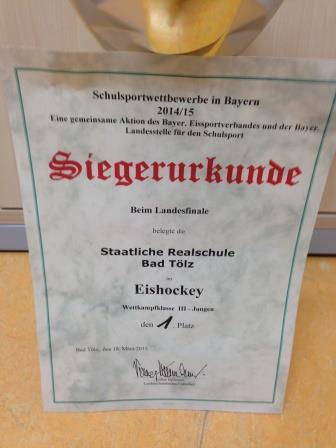 Schulsportwettbewerbe in Bayern
2014/15
Eine gemeinsame Aktion des Bayer. Eissportverbandes und der Bayer.
Landesstelle für den Schulsport
Siegerurkunde
Beim Landesfinale
belegte die
Staatliche Realschule
Bad Tölz
im
Eishockey
Wettkampfklasse III - Jungen
den 1. Platz
Bad Tölz, den 18. März 2015